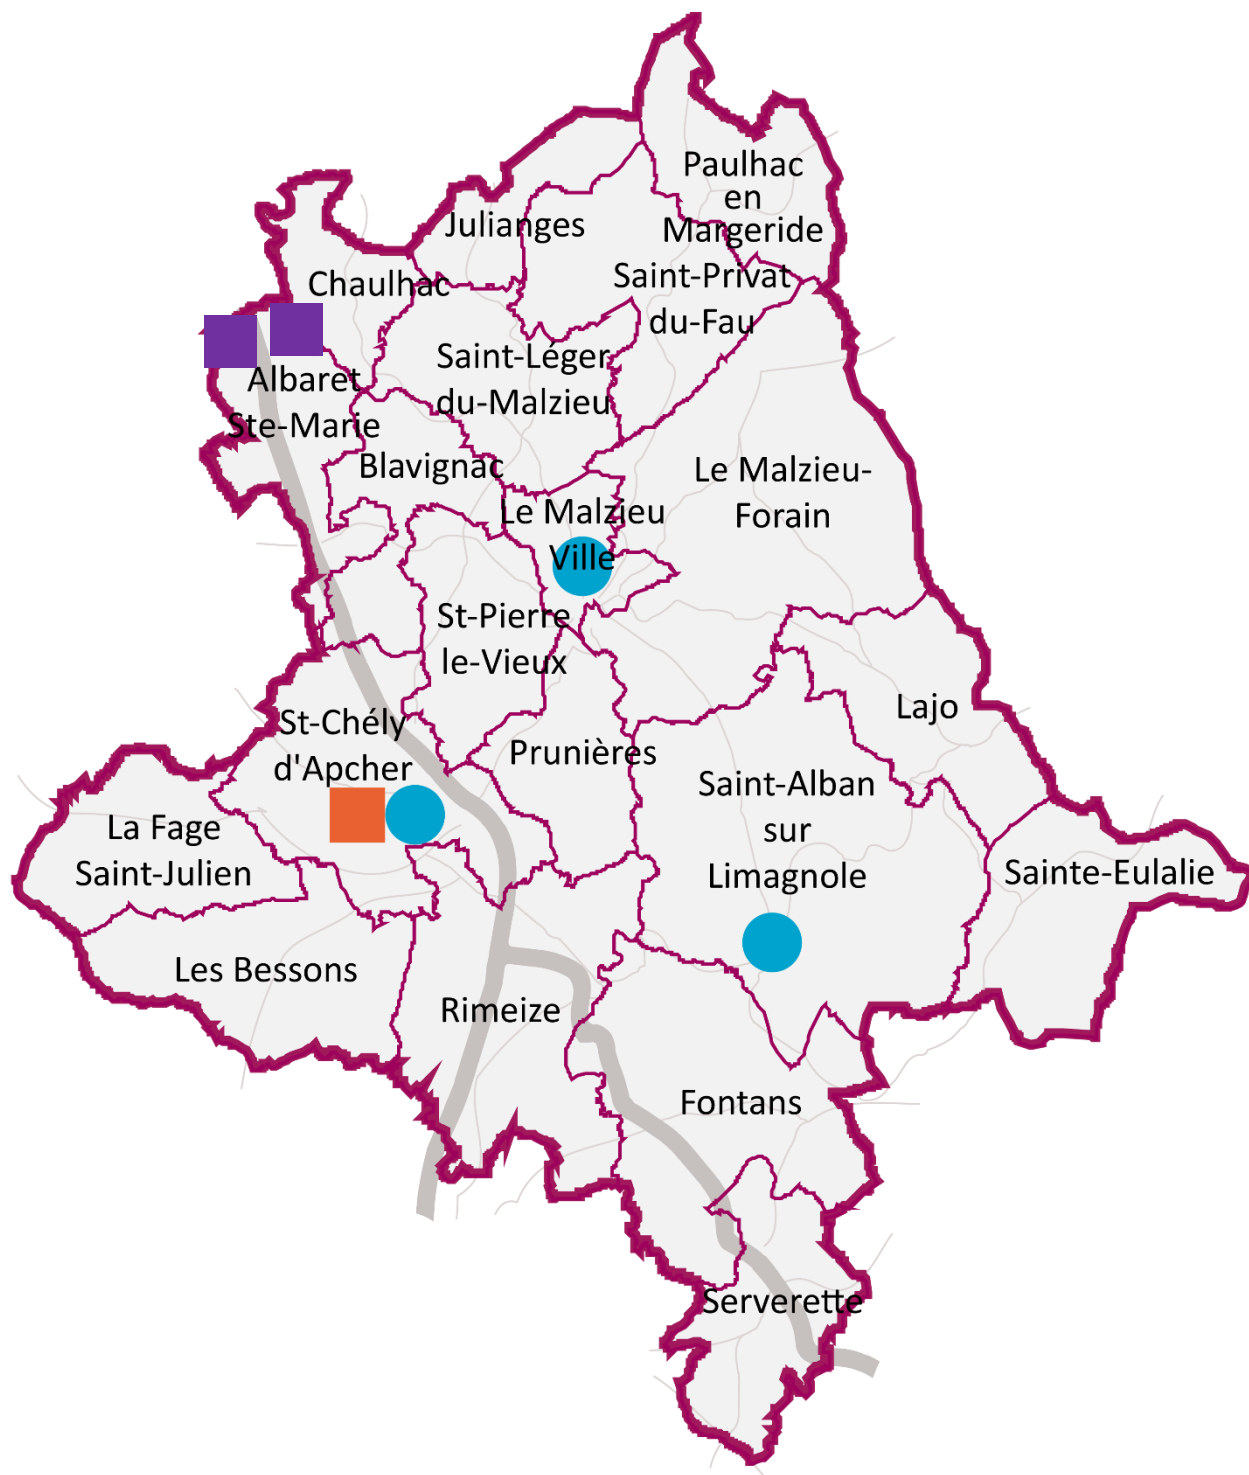 Paulhac
en
Margeride
Julianges
Saint-Privat
du-Fau
Chaulhac
Saint-Léger
du-Malzieu
Albaret
Ste-Marie
Blavignac
Le Malzieu-
Forain
Le Malzieu
Ville
St-Pierre
le-Vieux
Lajo
St-Chély
d'Apcher
Prunières
Saint-Alban
sur
Limagnole
La Fage
Saint-Julien
Sainte-Eulalie
Les Bessons
Rimeize
Fontans
Serverette